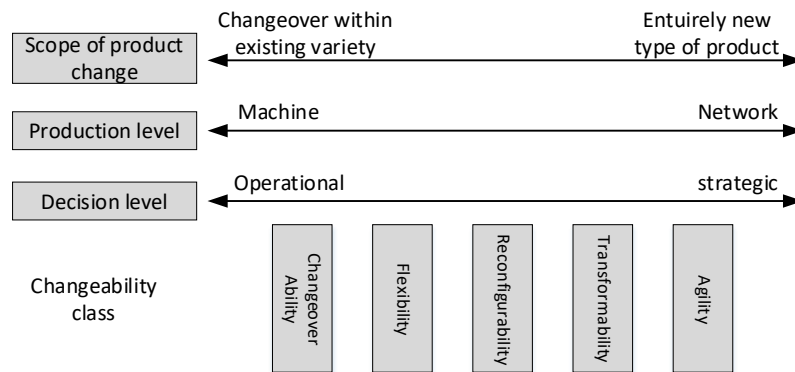 Scope of product
change
Changeover within
existing variety
Entuirely new
type of product
Production level
Machine
Network
Decision level
Operational
strategic
Changeability
class
Changeover
Ability
Flexibility
Reconfigurability
Transformability
Agility